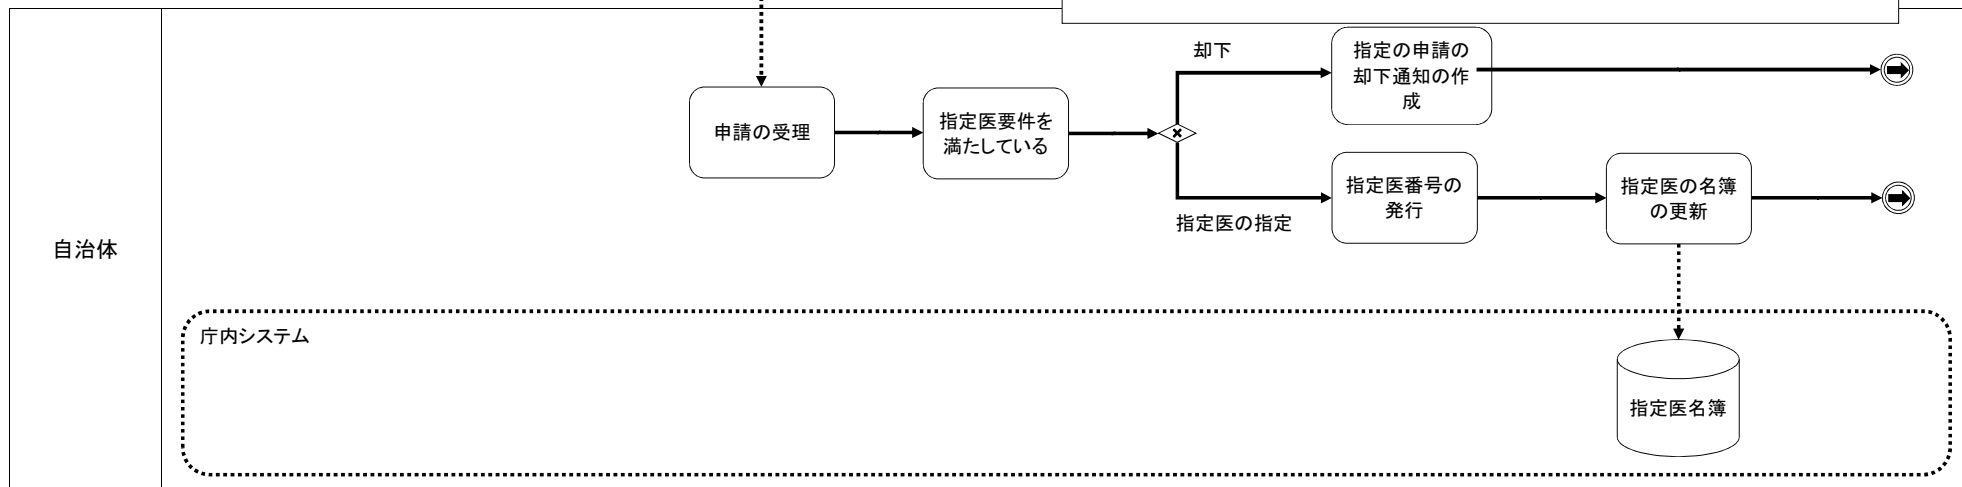 却下
指定の申請の
却下通知の作
成
申請の受理
指定医要件を
満たしている
指定医番号の
発行
指定医の名簿
の更新
指定医の指定
自治体
庁内システム
指定医名簿